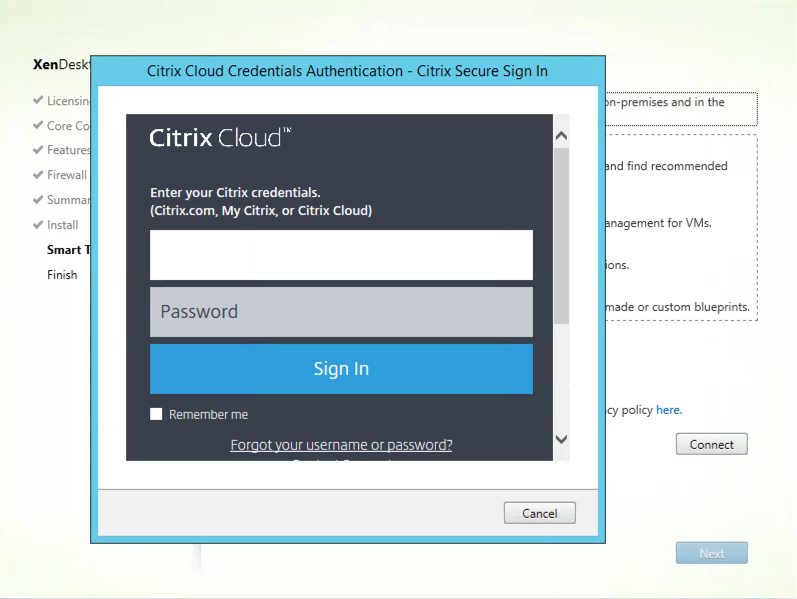 Citrix Cloud Credentials Authentication - Citrix Secure Sign In
XenDeskt
Licensing
Core Co
Features
Firewall
Summar
Install
Smart T
Finish
Citrix Cloud™
Enter your Citrix credentials.
(Citrix.com, My Citrix, or Citrix Cloud)
Password
Sign In
Remember me
Forgot your username or password?
Cancel
on-premises and in the
and find recommended
anagement for VMs.
ions.
made or custom blueprints.
cy policy here.
Connect
Next